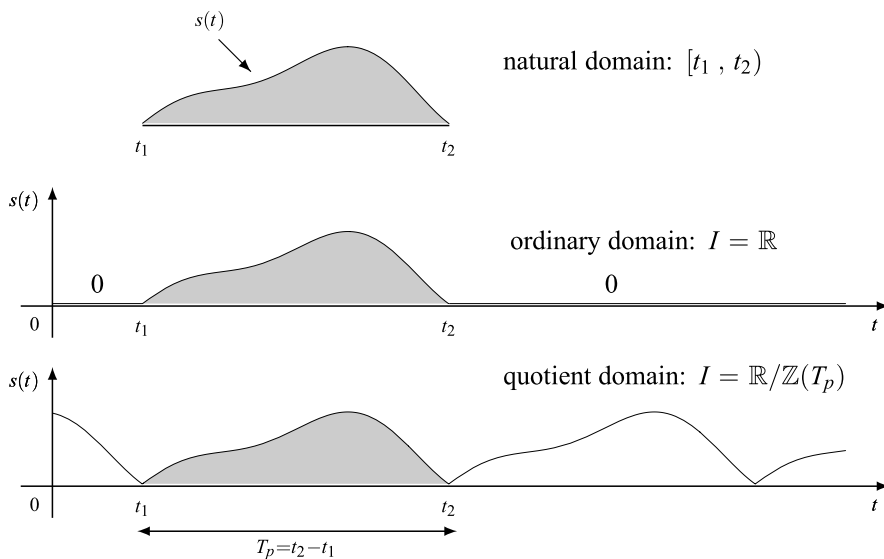 s(t)
natural domain: [t₁ , t₂)
t₁ t₂
s(t)
ordinary domain: I = ℝ
0 0
0 t₁ t₂ t
quotient domain: I = ℝ/ℤ(Tₚ)
s(t)
0 t₁ t₂ t
Tₚ=t₂−t₁